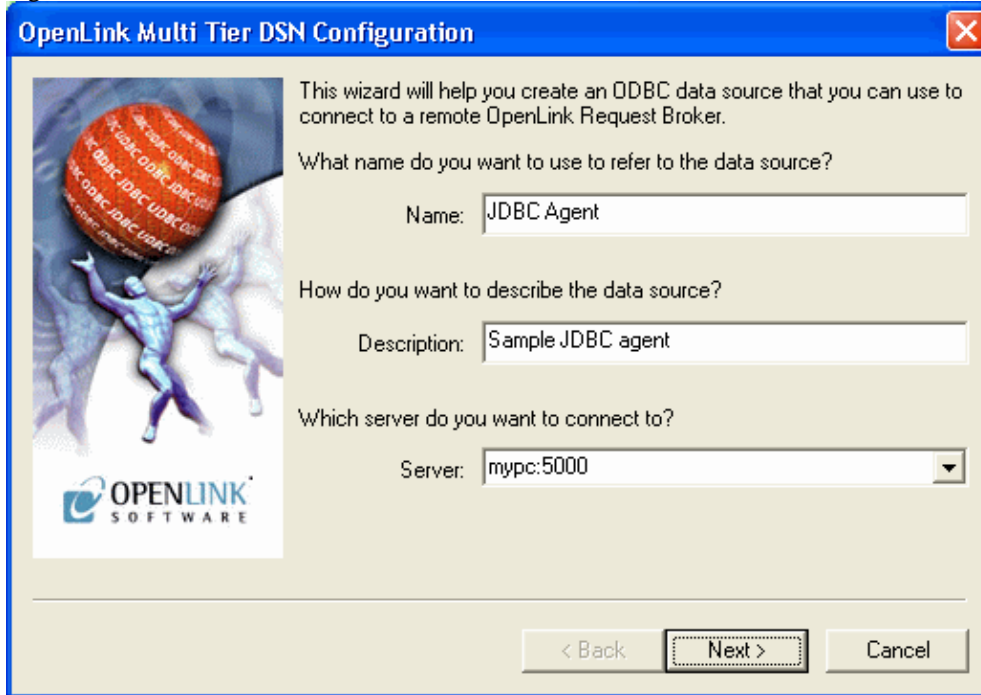 OpenLink Multi Tier DSN Configuration
This wizard will help you create an ODBC data source that you can use to
connect to a remote OpenLink Request Broker.
What name do you want to use to refer to the data source?
Name: JDBC Agent
How do you want to describe the data source?
Description: Sample JDBC agent
Which server do you want to connect to?
Server: mypc:5000
OPENLINK
SOFTWARE
< Back Next > Cancel